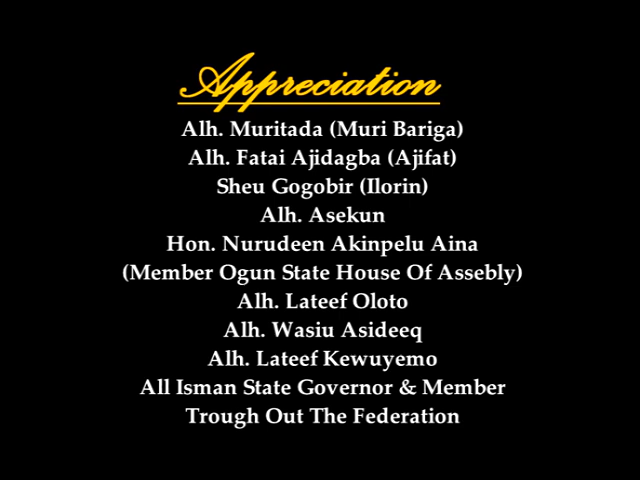 Appreciation
Alh. Muritada (Muri Bariga)
Alh. Fatai Ajidagba (Ajifat)
Sheu Gogobir (Ilorin)
Alh. Asekun
Hon. Nurudeen Akinpelu Aina
(Member Ogun State House Of Assebly)
Alh. Lateef Oloto
Alh. Wasiu Asideeq
Alh. Lateef Kewuyemo
All Isman State Governor & Member
Trough Out The Federation